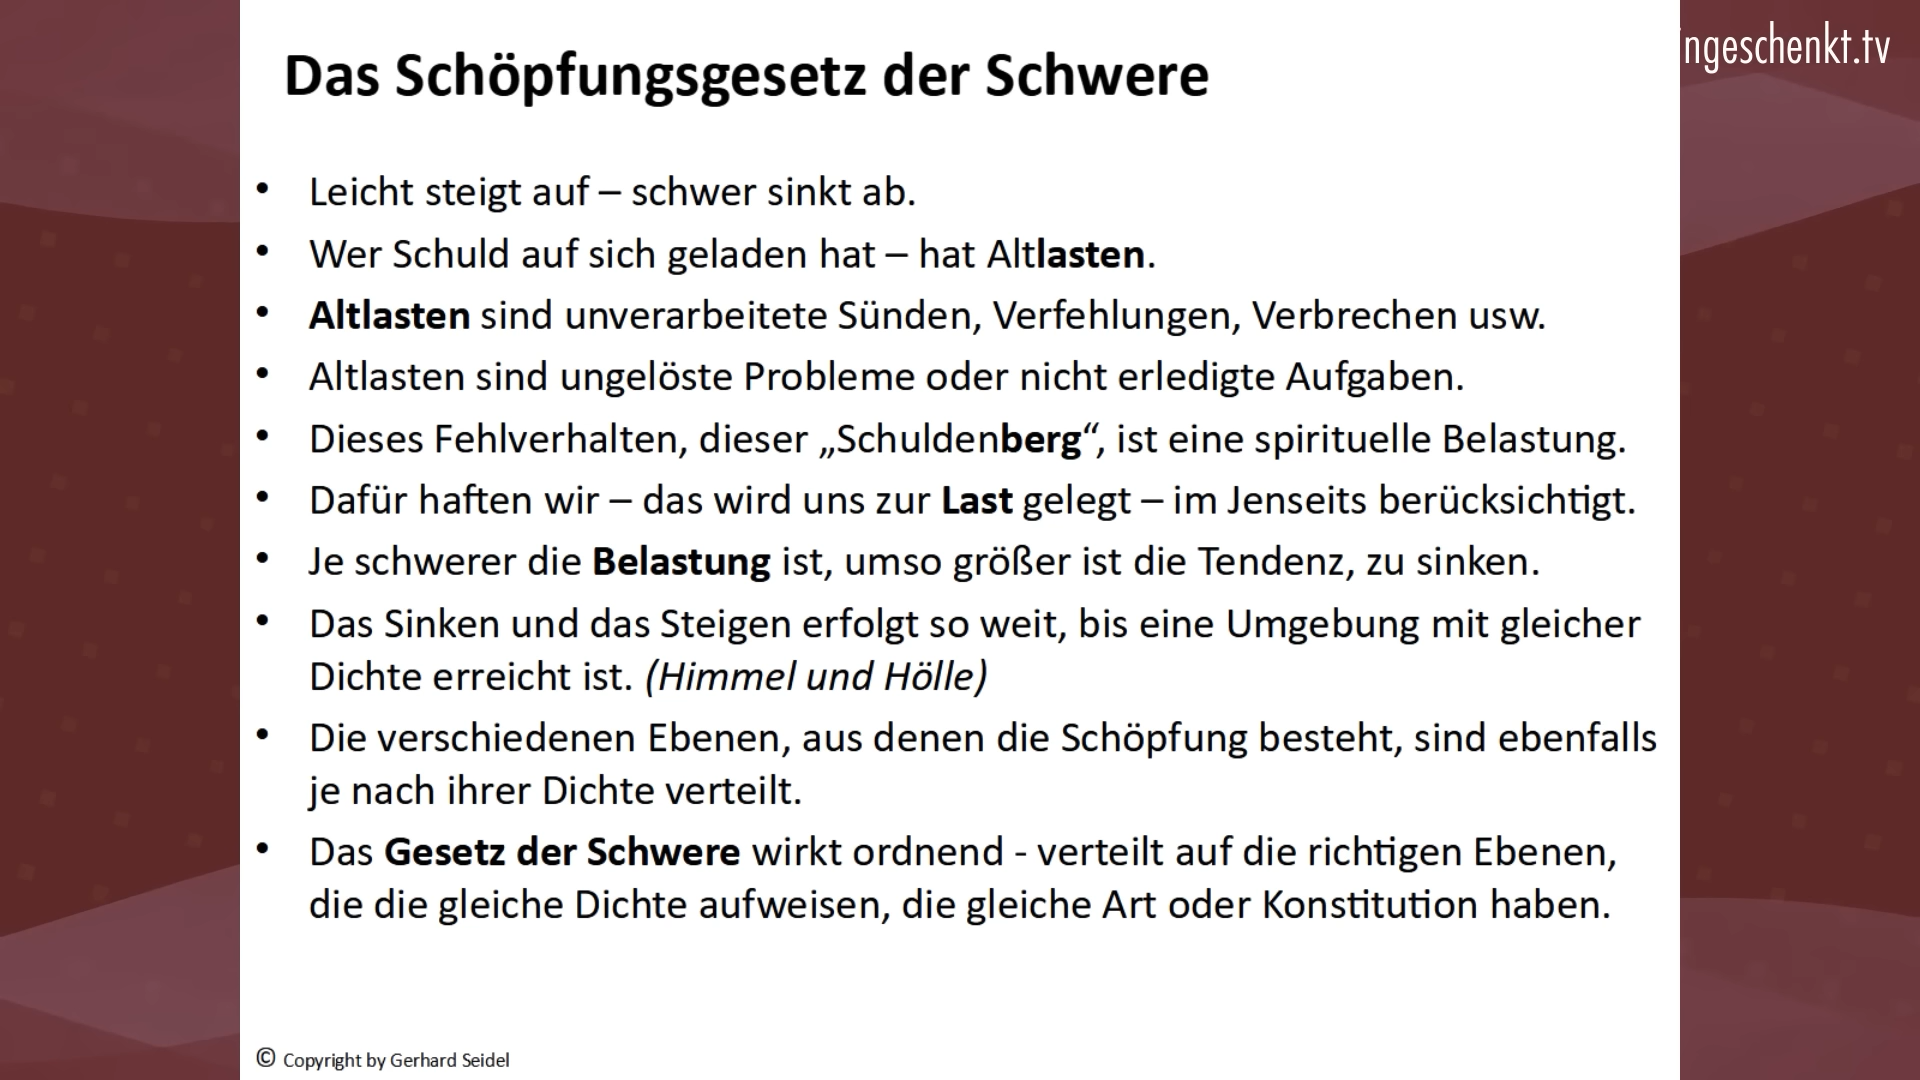 ngeschenkt.tv
Das Schöpfungsgesetz der Schwere
• Leicht steigt auf – schwer sinkt ab.
• Wer Schuld auf sich geladen hat – hat Altlasten.
• Altlasten sind unverarbeitete Sünden, Verfehlungen, Verbrechen usw.
• Altlasten sind ungelöste Probleme oder nicht erledigte Aufgaben.
• Dieses Fehlverhalten, dieser „Schuldenberg“, ist eine spirituelle Belastung.
• Dafür haften wir – das wird uns zur Last gelegt – im Jenseits berücksichtigt.
• Je schwerer die Belastung ist, umso größer ist die Tendenz, zu sinken.
• Das Sinken und das Steigen erfolgt so weit, bis eine Umgebung mit gleicher
Dichte erreicht ist. (Himmel und Hölle)
• Die verschiedenen Ebenen, aus denen die Schöpfung besteht, sind ebenfalls
je nach ihrer Dichte verteilt.
• Das Gesetz der Schwere wirkt ordnend - verteilt auf die richtigen Ebenen,
die die gleiche Dichte aufweisen, die gleiche Art oder Konstitution haben.
© Copyright by Gerhard Seidel